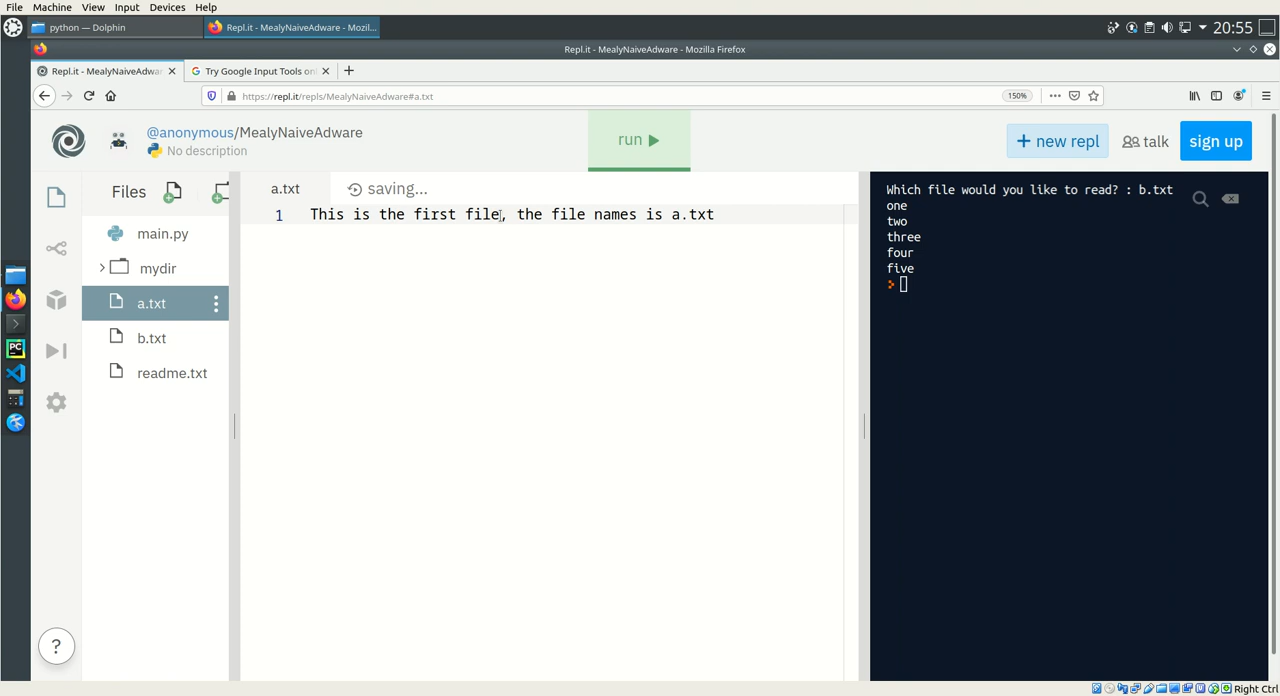 File Machine View Input Devices Help
python — Dolphin
Repl.it - MealyNaiveAdware - Mozil...
20:55
Repl.it - MealyNaiveAdware - Mozilla Firefox
Repl.it - MealyNaiveAdwar
Try Google Input Tools onl
https://repl.it/repls/MealyNaiveAdware#a.txt
150%
@anonymous/MealyNaiveAdware
No description
run
+ new repl
talk
sign up
Files
main.py
mydir
a.txt
b.txt
readme.txt
a.txt
saving...
1 This is the first file, the file names is a.txt
Which file would you like to read? : b.txt
one
two
three
four
five
?
PC
Right Ctrl